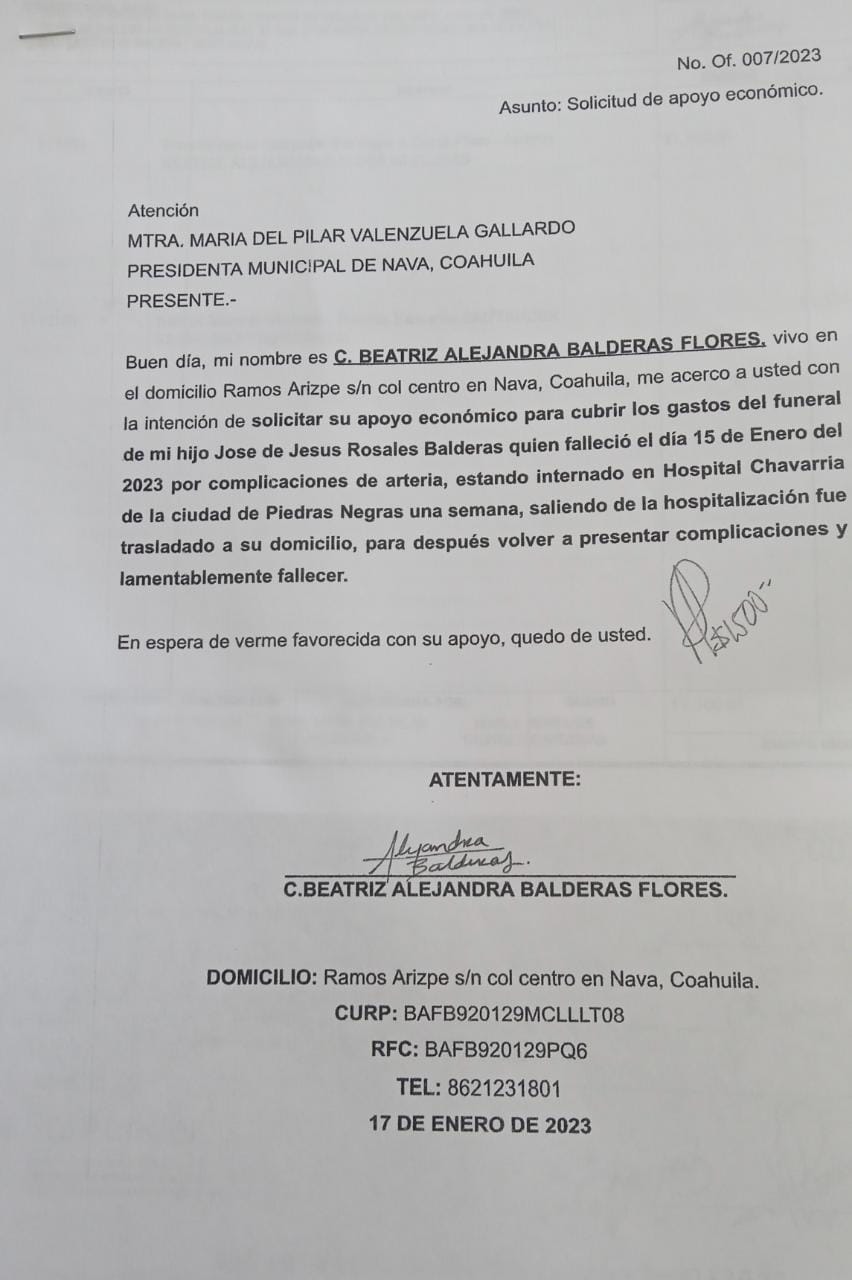 No. Of. 007/2023
Asunto: Solicitud de apoyo económico.
Atención
MTRA. MARIA DEL PILAR VALENZUELA GALLARDO
PRESIDENTA MUNICIPAL DE NAVA, COAHUILA
PRESENTE.-
Buen día, mi nombre es C. BEATRIZ ALEJANDRA BALDERAS FLORES, vivo en
el domicilio Ramos Arizpe s/n col centro en Nava, Coahuila, me acerco a usted con
la intención de solicitar su apoyo económico para cubrir los gastos del funeral
de mi hijo Jose de Jesus Rosales Balderas quien falleció el día 15 de Enero del
2023 por complicaciones de arteria, estando internado en Hospital Chavarria
de la ciudad de Piedras Negras una semana, saliendo de la hospitalización fue
trasladado a su domicilio, para después volver a presentar complicaciones y
lamentablemente fallecer.
En espera de verme favorecida con su apoyo, quedo de usted.
$1,500--
ATENTAMENTE:
Alejandra
Balderas.
C.BEATRIZ ALEJANDRA BALDERAS FLORES.
DOMICILIO: Ramos Arizpe s/n col centro en Nava, Coahuila.
CURP: BAFB920129MCLLLT08
RFC: BAFB920129PQ6
TEL: 8621231801
17 DE ENERO DE 2023